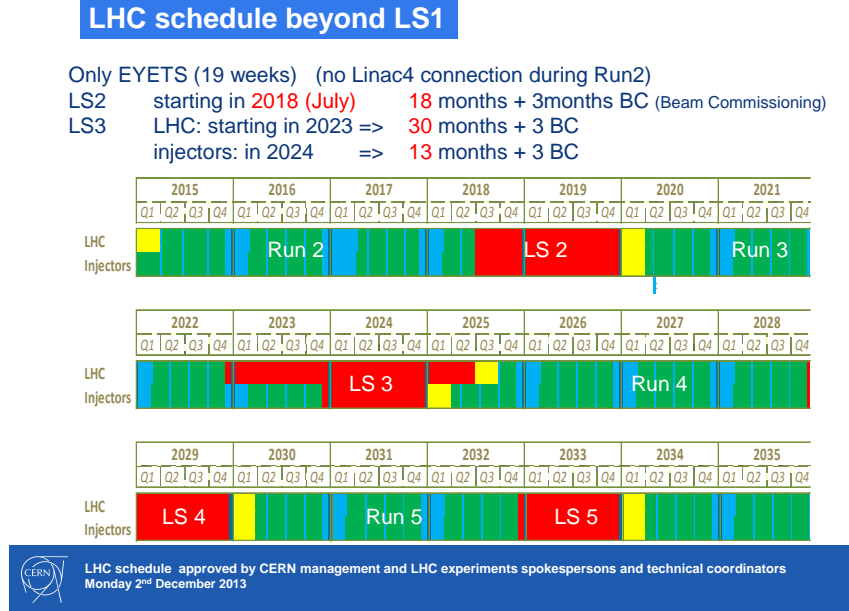 LHC schedule beyond LS1
Only EYETS (19 weeks) (no Linac4 connection during Run2)
LS2 starting in 2018 (July) 18 months + 3months BC (Beam Commissioning)
LS3 LHC: starting in 2023 => 30 months + 3 BC
injectors: in 2024 => 13 months + 3 BC
2015 2016 2017 2018 2019 2020 2021
Q1 Q2 Q3 Q4 Q1 Q2 Q3 Q4 Q1 Q2 Q3 Q4 Q1 Q2 Q3 Q4 Q1 Q2 Q3 Q4 Q1 Q2 Q3 Q4 Q1 Q2 Q3 Q4
LHC
Run 2 LS 2 Run 3
Injectors
2022 2023 2024 2025 2026 2027 2028
Q1 Q2 Q3 Q4 Q1 Q2 Q3 Q4 Q1 Q2 Q3 Q4 Q1 Q2 Q3 Q4 Q1 Q2 Q3 Q4 Q1 Q2 Q3 Q4 Q1 Q2 Q3 Q4
LHC
LS 3 Run 4
Injectors
2029 2030 2031 2032 2033 2034 2035
Q1 Q2 Q3 Q4 Q1 Q2 Q3 Q4 Q1 Q2 Q3 Q4 Q1 Q2 Q3 Q4 Q1 Q2 Q3 Q4 Q1 Q2 Q3 Q4 Q1 Q2 Q3 Q4
LHC
LS 4 Run 5 LS 5
Injectors
CERN
LHC schedule approved by CERN management and LHC experiments spokespersons and technical coordinators
Monday 2nd December 2013